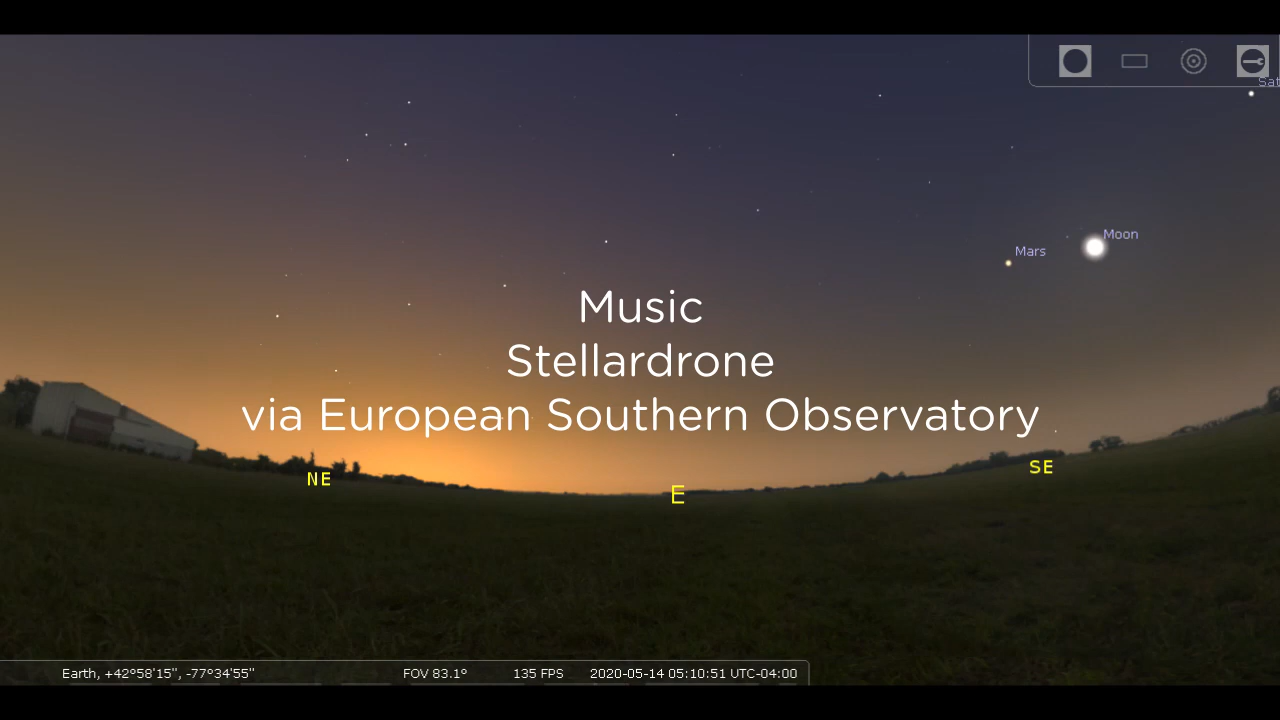 Sat
Moon
Mars
Music
Stellardrone
via European Southern Observatory
SE
NE
E
Earth, +42°58'15", -77°34'55" FOV 83.1° 135 FPS 2020-05-14 05:10:51 UTC-04:00